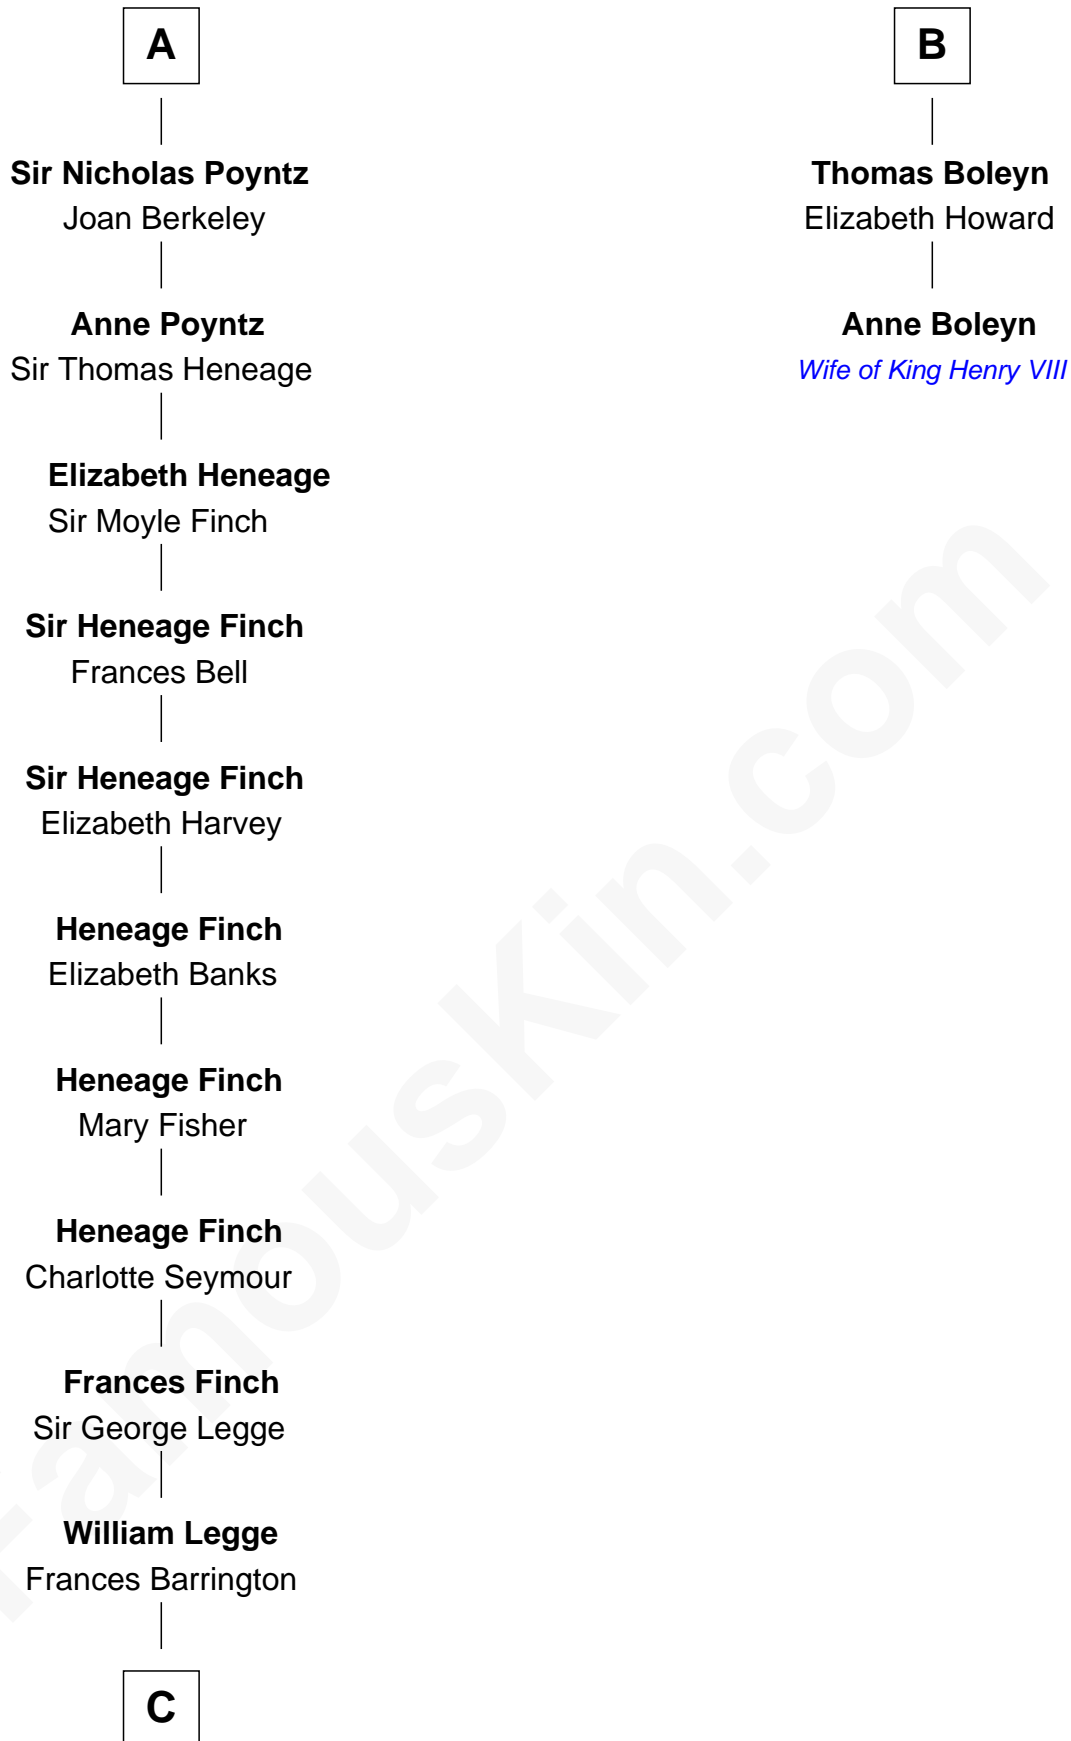 A
Sir Nicholas Poyntz
Joan Berkeley
Anne Poyntz
Sir Thomas Heneage
Elizabeth Heneage
Sir Moyle Finch
Sir Heneage Finch
Frances Bell
Sir Heneage Finch
Elizabeth Harvey
Heneage Finch
Elizabeth Banks
Heneage Finch
Mary Fisher
Heneage Finch
Charlotte Seymour
Frances Finch
Sir George Legge
William Legge
Frances Barrington
C
B
Thomas Boleyn
Elizabeth Howard
Anne Boleyn
Wife of King Henry VIII
FamousKin.com